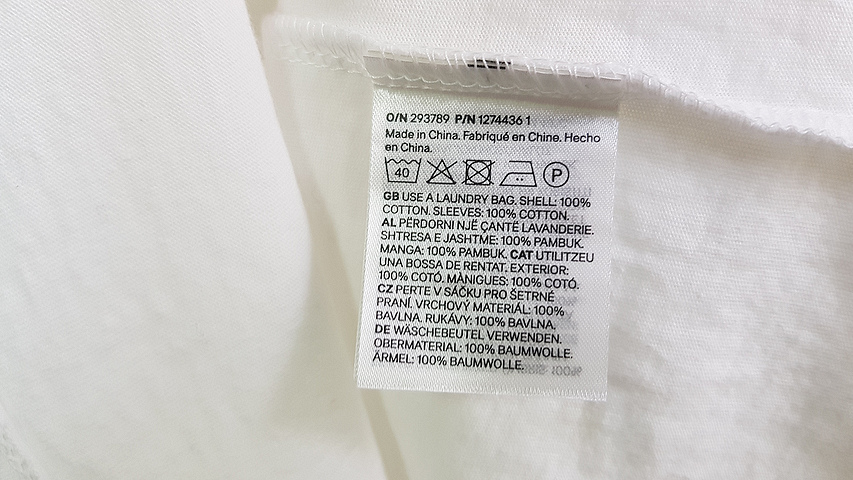 O/N 293789 P/N 1274436 1
Made in China. Fabriqué en Chine. Hecho
en China.
40 P
GB USE A LAUNDRY BAG. SHELL: 100%
COTTON. SLEEVES: 100% COTTON.
AL PËRDORNI NJË ÇANTË LAVANDERIE.
SHTRESA E JASHTME: 100% PAMBUK.
MANGA: 100% PAMBUK. CAT UTILITZEU
UNA BOSSA DE RENTAT. EXTERIOR:
100% COTÓ. MÀNIGUES: 100% COTÓ.
CZ PERTE V SÁČKU PRO ŠETRNÉ
PRANÍ. VRCHOVÝ MATERIÁL: 100%
BAVLNA. RUKÁVY: 100% BAVLNA.
DE WÄSCHEBEUTEL VERWENDEN.
OBERMATERIAL: 100% BAUMWOLLE.
ÄRMEL: 100% BAUMWOLLE.